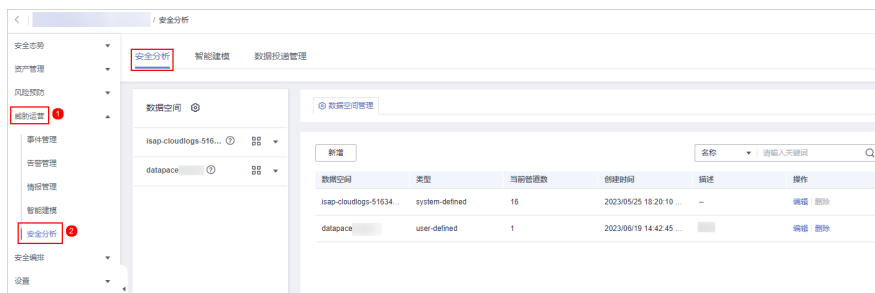 / 安全分析
安全态势
资产管理
风险预防
威胁运营 1
事件管理
告警管理
情报管理
智能建模
安全分析 2
安全编排
设置
安全分析 智能建模 数据投递管理
数据空间
isap-cloudlogs-516...
datapace
数据空间管理
新增 名称 请输入关键词
数据空间 类型 当前管道数 创建时间 描述 操作
isap-cloudlogs-51634... system-defined 16 2023/05/25 18:20:10 ... -- 编辑 删除
datapace user-defined 1 2023/06/19 14:42:45 ... 编辑 删除